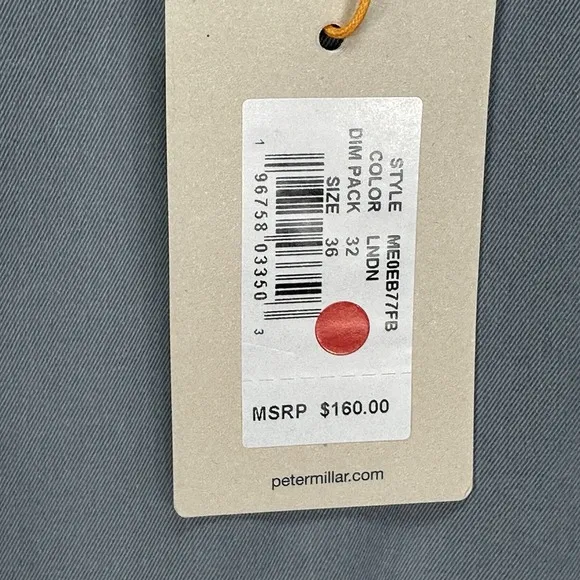 STYLE ME0EB77FB
COLOR LNDN
DIM PACK 32
SIZE 36
1 96758 03350 3
MSRP $160.00
petermillar.com